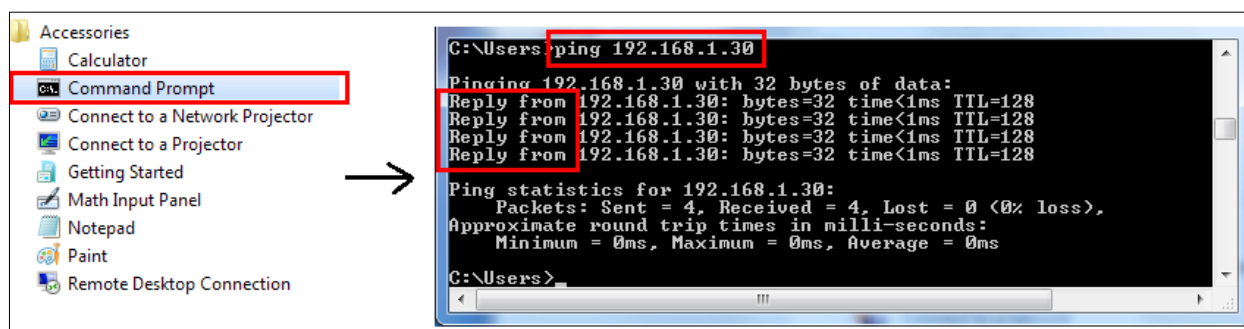 Accessories
Calculator
Command Prompt
Connect to a Network Projector
Connect to a Projector
Getting Started
Math Input Panel
Notepad
Paint
Remote Desktop Connection
C:\Users>ping 192.168.1.30
Pinging 192.168.1.30 with 32 bytes of data:
Reply from 192.168.1.30: bytes=32 time<1ms TTL=128
Reply from 192.168.1.30: bytes=32 time<1ms TTL=128
Reply from 192.168.1.30: bytes=32 time<1ms TTL=128
Reply from 192.168.1.30: bytes=32 time<1ms TTL=128
Ping statistics for 192.168.1.30:
Packets: Sent = 4, Received = 4, Lost = 0 (0% loss),
Approximate round trip times in milli-seconds:
Minimum = 0ms, Maximum = 0ms, Average = 0ms
C:\Users>_